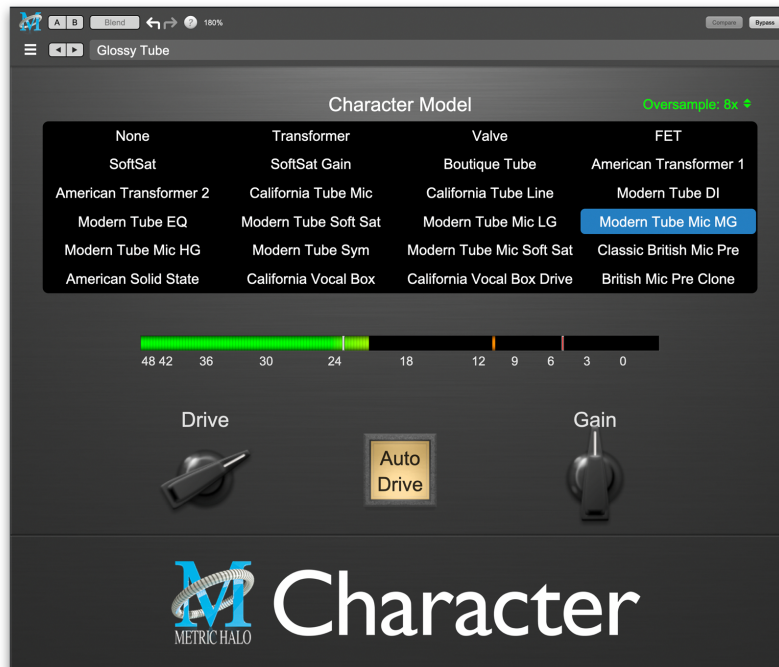 A B Blend ? 180% Compare Bypass
Glossy Tube
Character Model Oversample: 8x
None Transformer Valve FET
SoftSat SoftSat Gain Boutique Tube American Transformer 1
American Transformer 2 California Tube Mic California Tube Line Modern Tube DI
Modern Tube EQ Modern Tube Soft Sat Modern Tube Mic LG Modern Tube Mic MG
Modern Tube Mic HG Modern Tube Sym Modern Tube Mic Soft Sat Classic British Mic Pre
American Solid State California Vocal Box California Vocal Box Drive British Mic Pre Clone
48 42 36 30 24 18 12 9 6 3 0
Drive Gain
Auto
Drive
M Character
METRIC HALO